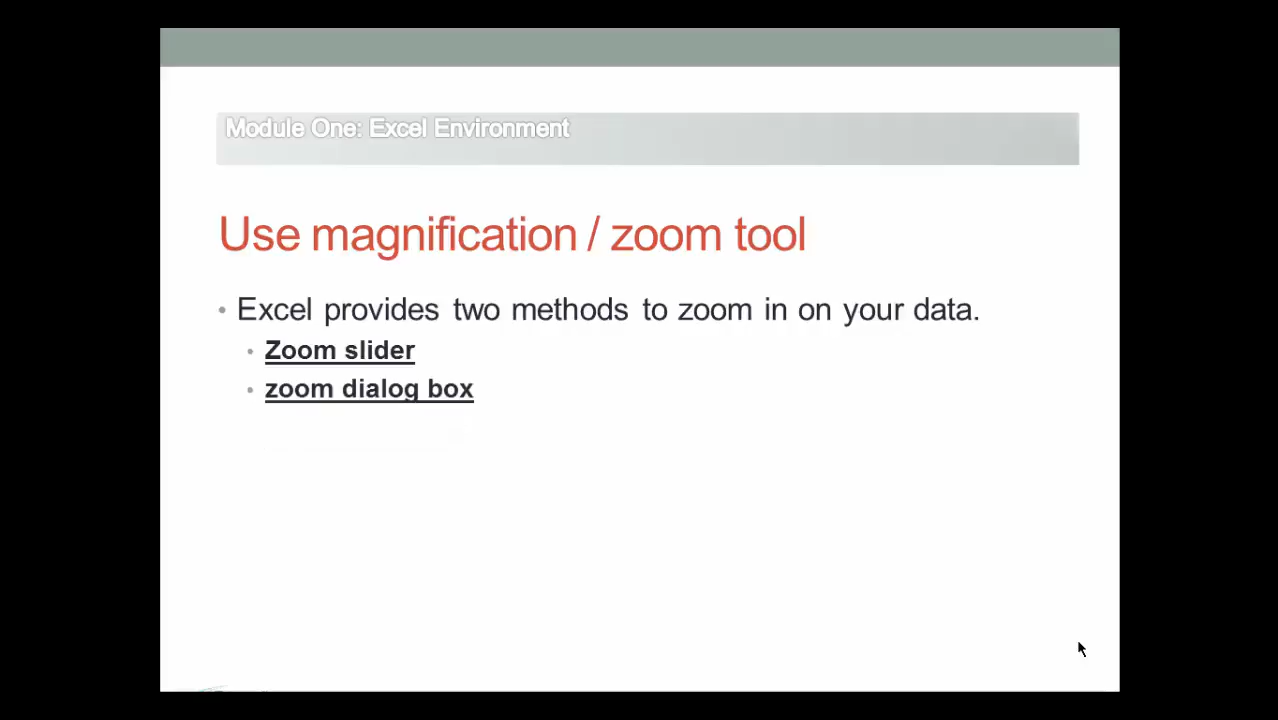 Module One: Excel Environment
Use magnification / zoom tool
• Excel provides two methods to zoom in on your data.
• Zoom slider
• zoom dialog box